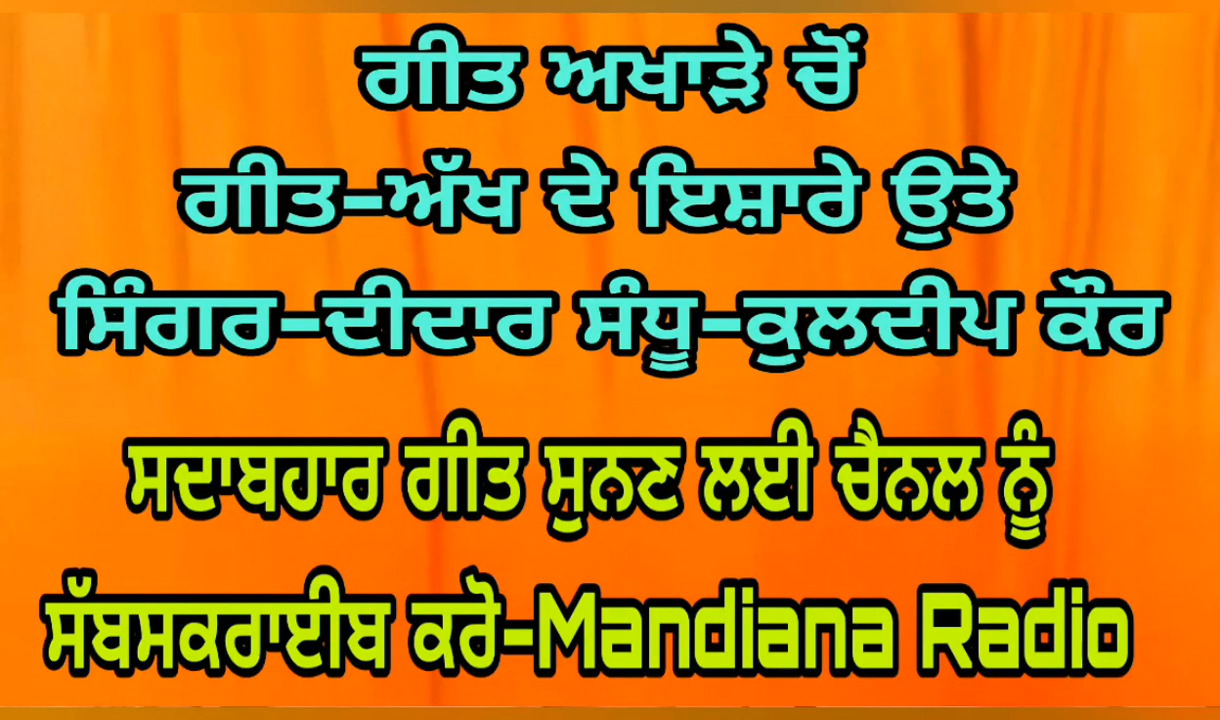 ਗੀਤ ਅਖਾੜੇ ਚੋਂ
ਗੀਤ-ਅੱਖ ਦੇ ਇਸ਼ਾਰੇ ਉਤੇ
ਸਿੰਗਰ-ਦੀਦਾਰ ਸੰਧੂ-ਕੁਲਦੀਪ ਕੌਰ
ਸਦਾਬਹਾਰ ਗੀਤ ਸੁਨਣ ਲਈ ਚੈਨਲ ਨੂੰ
ਸੱਬਸਕਰਾਈਬ ਕਰੋ-Mandiana Radio